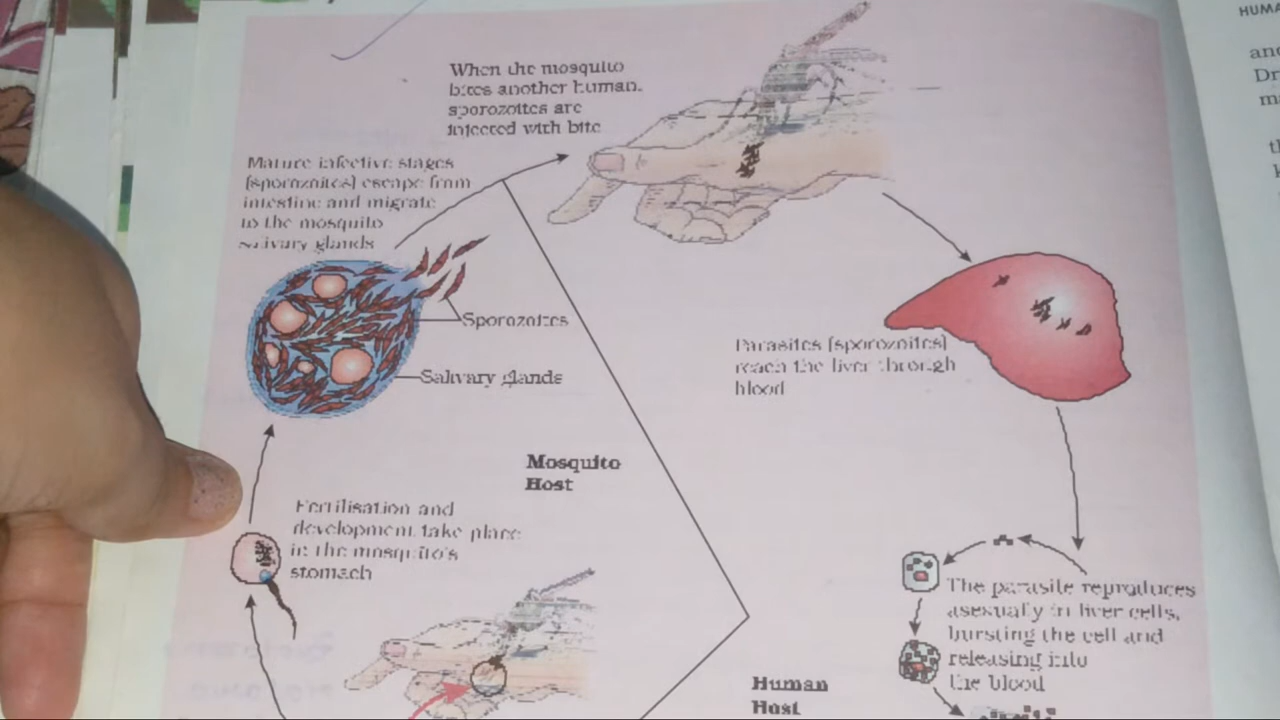 When the mosquito
bites another human,
sporozoites are
injected with bite
Mature infective stages
(sporozoites) escape from
intestine and migrate
to the mosquito
salivary glands
Sporozoites
Salivary glands
Parasites (sporozoites)
reach the liver through
blood
Mosquito
Host
Fertilisation and
development take place
in the mosquito's
stomach
The parasite reproduces
asexually in liver cells,
bursting the cell and
releasing into
the blood
Human
Host
HUMA
and
Dr